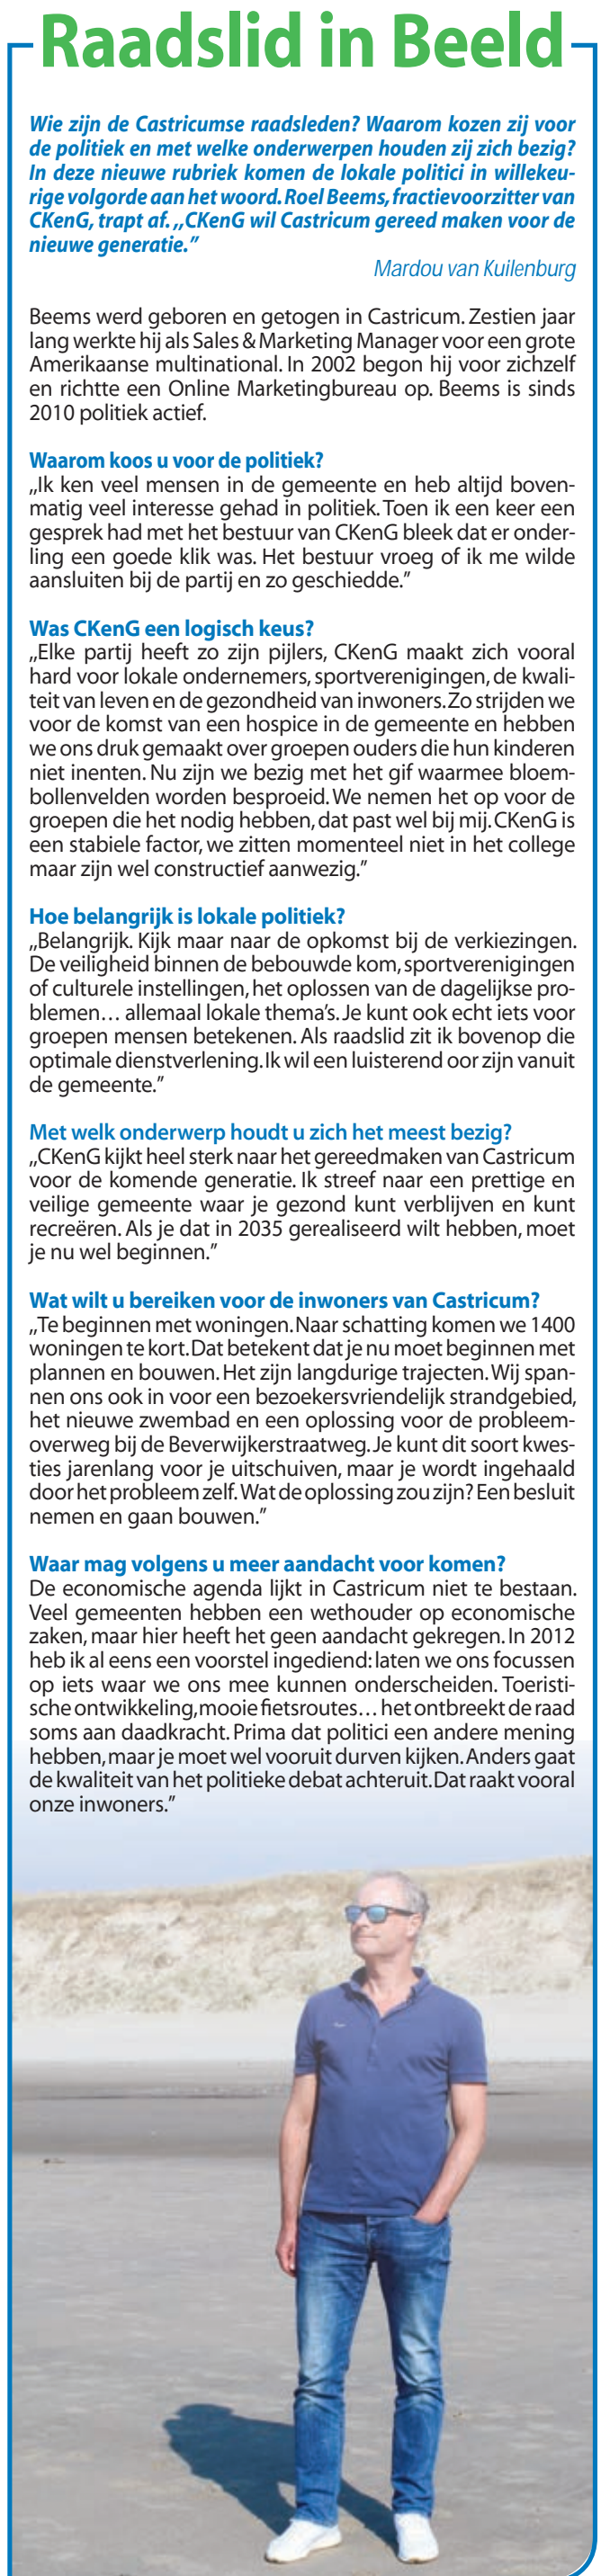 Raadslid in Beeld
Wie zijn de Castricumse raadsleden? Waarom kozen zij voor
de politiek en met welke onderwerpen houden zij zich bezig?
In deze nieuwe rubriek komen de lokale politici in willekeu-
rige volgorde aan het woord. Roel Beems, fractievoorzitter van
CKenG, trapt af. „CKenG wil Castricum gereed maken voor de
nieuwe generatie.”
Mardou van Kuilenburg
Beems werd geboren en getogen in Castricum. Zestien jaar
lang werkte hij als Sales & Marketing Manager voor een grote
Amerikaanse multinational. In 2002 begon hij voor zichzelf
en richtte een Online Marketingbureau op. Beems is sinds
2010 politiek actief.
Waarom koos u voor de politiek?
„Ik ken veel mensen in de gemeente en heb altijd boven-
matig veel interesse gehad in politiek. Toen ik een keer een
gesprek had met het bestuur van CKenG bleek dat er onder-
ling een goede klik was. Het bestuur vroeg of ik me wilde
aansluiten bij de partij en zo geschiedde.”
Was CKenG een logisch keus?
„Elke partij heeft zo zijn pijlers, CKenG maakt zich vooral
hard voor lokale ondernemers, sportverenigingen, de kwali-
teit van leven en de gezondheid van inwoners. Zo strijden we
voor de komst van een hospice in de gemeente en hebben
we ons druk gemaakt over groepen ouders die hun kinderen
niet inenten. Nu zijn we bezig met het gif waarmee bloem-
bollenvelden worden besproeid. We nemen het op voor de
groepen die het nodig hebben, dat past wel bij mij. CKenG is
een stabiele factor, we zitten momenteel niet in het college
maar zijn wel constructief aanwezig.”
Hoe belangrijk is lokale politiek?
„Belangrijk. Kijk maar naar de opkomst bij de verkiezingen.
De veiligheid binnen de bebouwde kom, sportverenigingen
of culturele instellingen, het oplossen van de dagelijkse pro-
blemen… allemaal lokale thema’s. Je kunt ook echt iets voor
groepen mensen betekenen. Als raadslid zit ik bovenop die
optimale dienstverlening. Ik wil een luisterend oor zijn vanuit
de gemeente.”
Met welk onderwerp houdt u zich het meest bezig?
„CKenG kijkt heel sterk naar het gereedmaken van Castricum
voor de komende generatie. Ik streef naar een prettige en
veilige gemeente waar je gezond kunt verblijven en kunt
recreëren. Als je dat in 2035 gerealiseerd wilt hebben, moet
je nu wel beginnen.”
Wat wilt u bereiken voor de inwoners van Castricum?
„Te beginnen met woningen. Naar schatting komen we 1400
woningen te kort. Dat betekent dat je nu moet beginnen met
plannen en bouwen. Het zijn langdurige trajecten. Wij span-
nen ons ook in voor een bezoekersvriendelijk strandgebied,
het nieuwe zwembad en een oplossing voor de probleem-
overweg bij de Beverwijkerstraatweg. Je kunt dit soort kwes-
ties jarenlang voor je uitschuiven, maar je wordt ingehaald
door het probleem zelf. Wat de oplossing zou zijn? Een besluit
nemen en gaan bouwen.”
Waar mag volgens u meer aandacht voor komen?
De economische agenda lijkt in Castricum niet te bestaan.
Veel gemeenten hebben een wethouder op economische
zaken, maar hier heeft het geen aandacht gekregen. In 2012
heb ik al eens een voorstel ingediend: laten we ons focussen
op iets waar we ons mee kunnen onderscheiden. Toeristi-
sche ontwikkeling, mooie fietsroutes… het ontbreekt de raad
soms aan daadkracht. Prima dat politici een andere mening
hebben, maar je moet wel vooruit durven kijken. Anders gaat
de kwaliteit van het politieke debat achteruit. Dat raakt vooral
onze inwoners.”